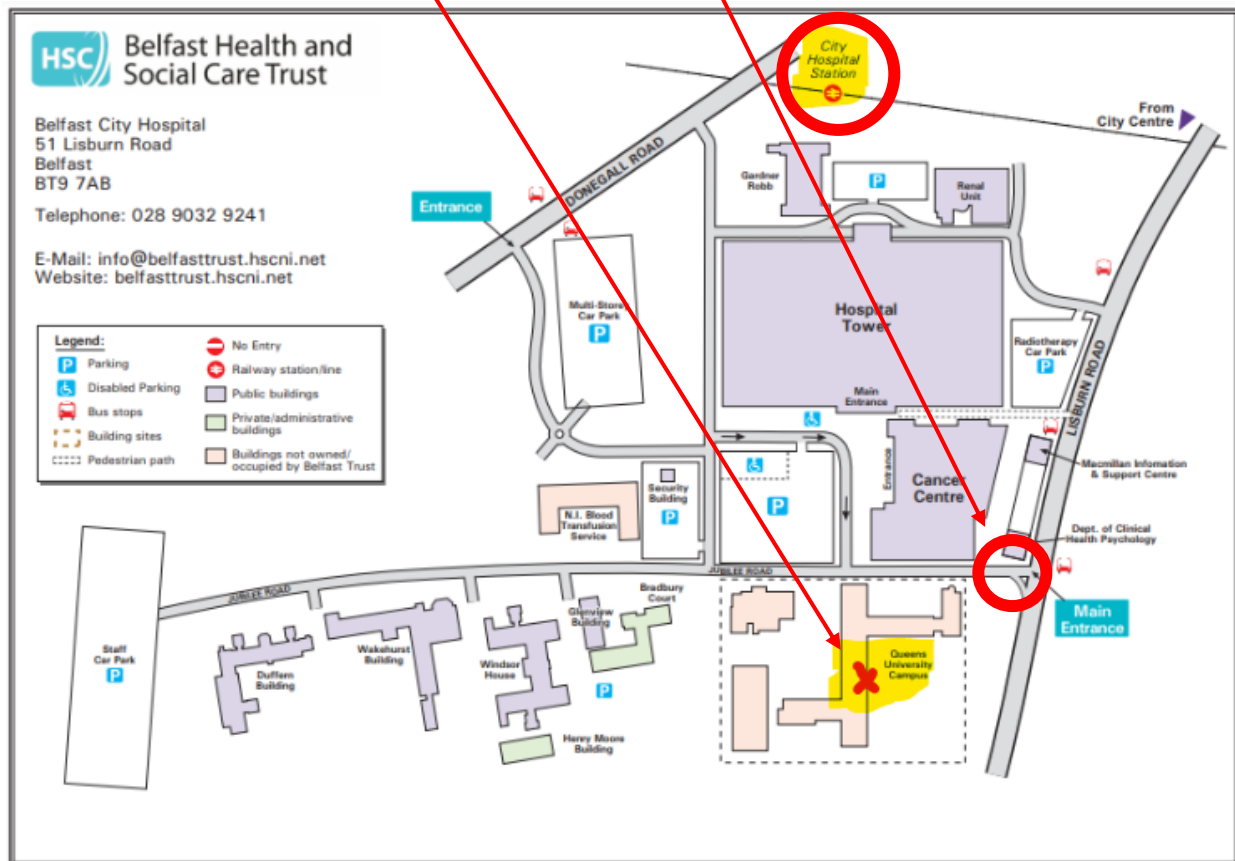 HSC
Belfast Health and
Social Care Trust
Belfast City Hospital
51 Lisburn Road
Belfast
BT9 7AB
Telephone: 028 9032 9241
E-Mail: info@belfasttrust.hscni.net
Website: belfasttrust.hscni.net
Legend:
P
Parking
Disabled Parking
Bus stops
Building sites
Pedestrian path
No Entry
Railway station/line
Public buildings
Private/administrative
buildings
Buildings not owned/
occupied by Belfast Trust
City
Hospital
Station
From
City Centre
DONEGALL ROAD
Entrance
Gardner
Robb
P
Renal
Unit
Multi-Storey
Car Park
P
Hospital
Tower
Radiotherapy
Car Park
P
LISBURN ROAD
Main
Entrance
Entrance
Cancer
Centre
Macmillan Infomation
& Support Centre
Dept. of Clinical
Health Psychology
Security
Building
P
P
N.I. Blood
Transfusion
Service
JUBILEE ROAD
JUBILEE ROAD
Main
Entrance
Staff
Car Park
P
Duffern
Building
Wakehurst
Building
Windsor
House
Glenview
Building
Bradbury
Court
P
Henry Moore
Building
Queens
University
Campus